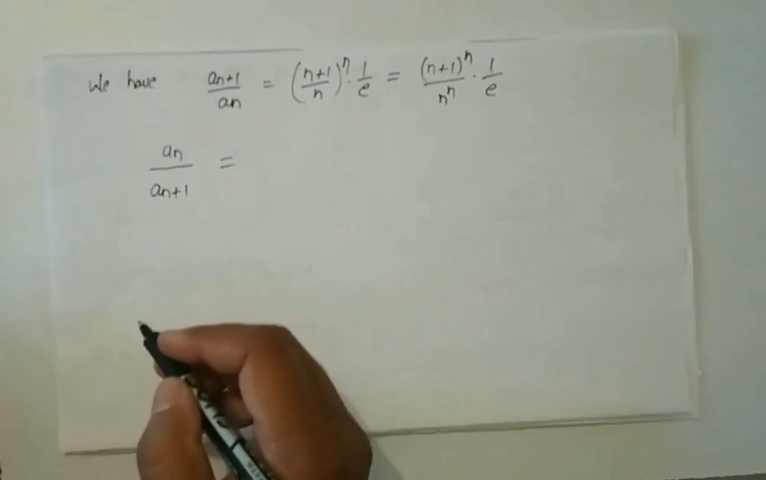 We have an+1/an = (n+1/n)^n · 1/e = (n+1)^n/n^n · 1/e
an/an+1 =